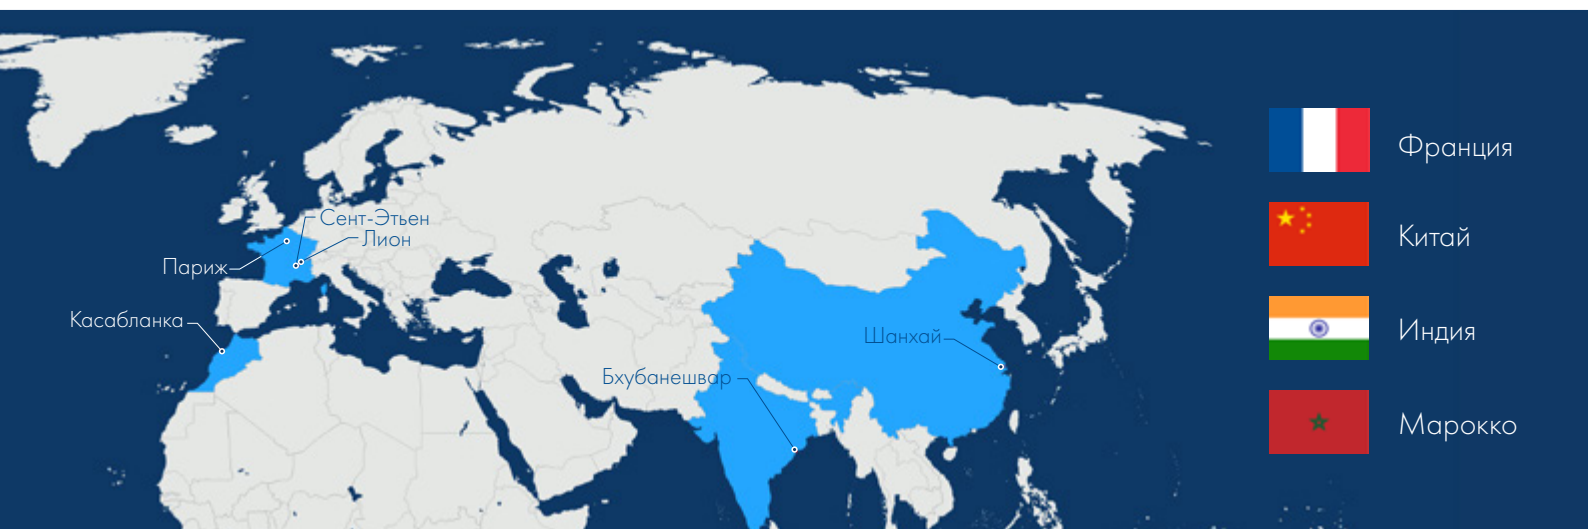 Сент-Этьен
Лион
Париж
Касабланка
Шанхай
Бхубанешвар
Франция
Китай
Индия
Марокко